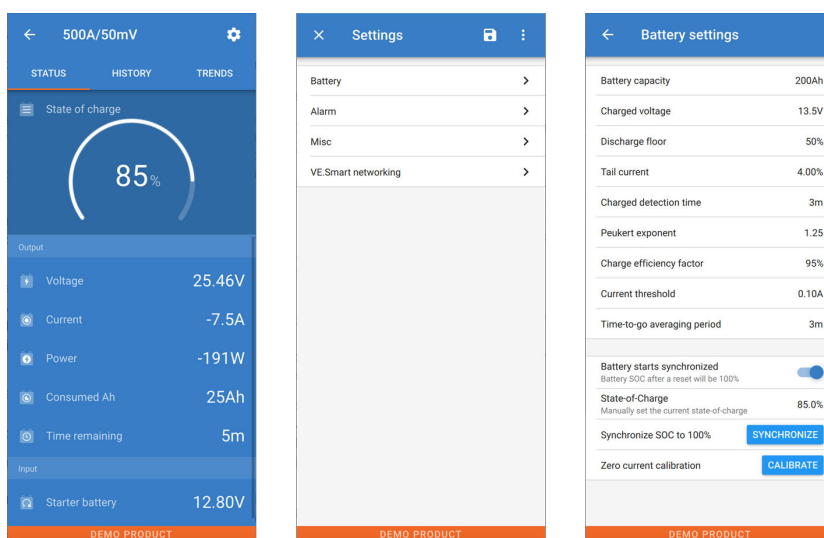 500A/50mV
STATUS HISTORY TRENDS
State of charge
85%
Output
Voltage 25.46V
Current -7.5A
Power -191W
Consumed Ah 25Ah
Time remaining 5m
Input
Starter battery 12.80V
DEMO PRODUCT
Settings
Battery
Alarm
Misc
VE.Smart networking
DEMO PRODUCT
Battery settings
Battery capacity 200Ah
Charged voltage 13.5V
Discharge floor 50%
Tail current 4.00%
Charged detection time 3m
Peukert exponent 1.25
Charge efficiency factor 95%
Current threshold 0.10A
Time-to-go averaging period 3m
Battery starts synchronized
Battery SOC after a reset will be 100%
State-of-Charge 85.0%
Manually set the current state-of-charge
Synchronize SOC to 100% SYNCHRONIZE
Zero current calibration CALIBRATE
DEMO PRODUCT